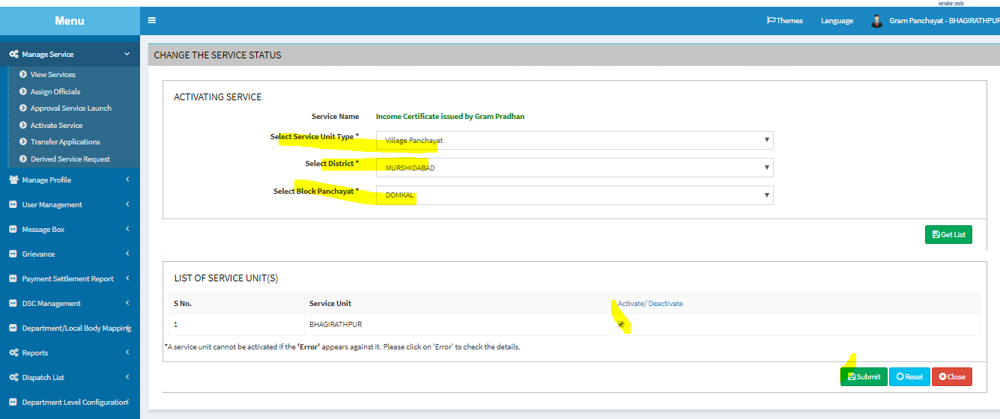 सत्यमेव जयते
Menu
Themes
Language
Gram Panchayat - BHAGIRATHPUR
Manage Service
View Services
Assign Officials
Approval Service Launch
Activate Service
Transfer Applications
Derived Service Request
Manage Profile
User Management
Message Box
Grievance
Payment Settlement Report
DSC Management
Department/Local Body Mapping
Reports
Dispatch List
Department Level Configuration
CHANGE THE SERVICE STATUS
ACTIVATING SERVICE
Service Name Income Certificate issued by Gram Pradhan
Select Service Unit Type * Village Panchayat
Select District * MURSHIDABAD
Select Block Panchayat * DOMKAL
Get List
LIST OF SERVICE UNIT(S)
S No. Service Unit Activate/ Deactivate
1 BHAGIRATHPUR
*A service unit cannot be activated if the 'Error' appears against it. Please click on 'Error' to check the details.
Submit Reset Close